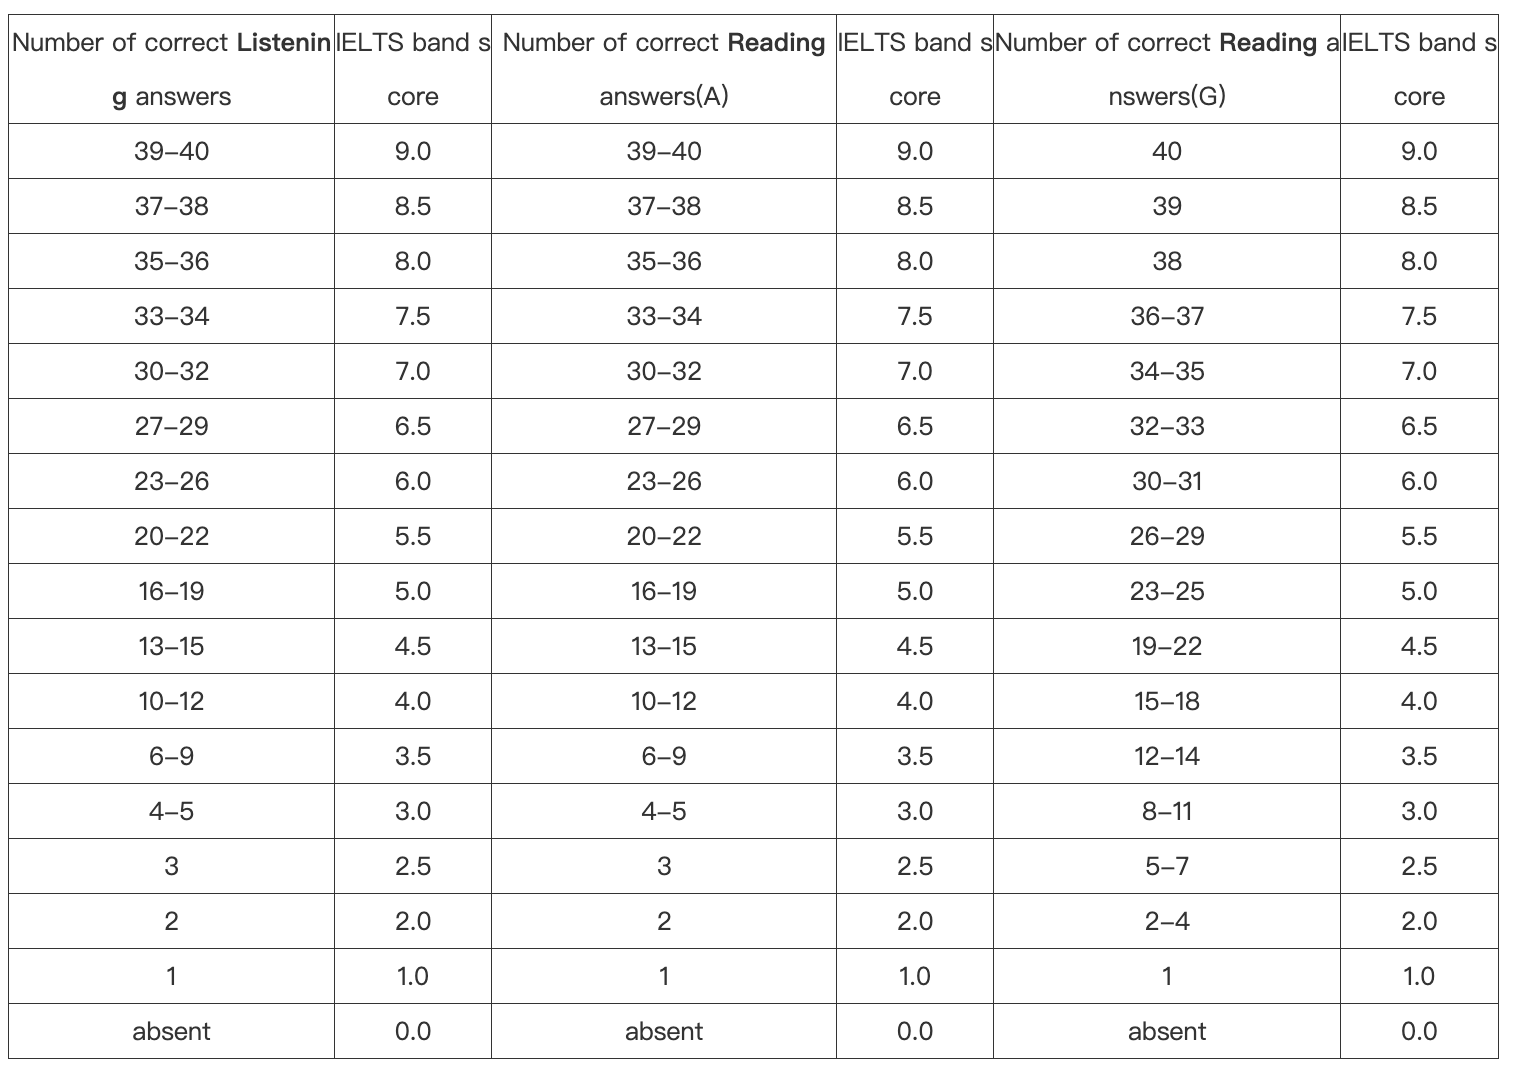 Number of correct Listenin IELTS band s Number of correct Reading IELTS band s Number of correct Reading a IELTS band s
g answers core answers(A) core nswers(G) core
39–40 9.0 39–40 9.0 40 9.0
37–38 8.5 37–38 8.5 39 8.5
35–36 8.0 35–36 8.0 38 8.0
33–34 7.5 33–34 7.5 36–37 7.5
30–32 7.0 30–32 7.0 34–35 7.0
27–29 6.5 27–29 6.5 32–33 6.5
23–26 6.0 23–26 6.0 30–31 6.0
20–22 5.5 20–22 5.5 26–29 5.5
16–19 5.0 16–19 5.0 23–25 5.0
13–15 4.5 13–15 4.5 19–22 4.5
10–12 4.0 10–12 4.0 15–18 4.0
6–9 3.5 6–9 3.5 12–14 3.5
4–5 3.0 4–5 3.0 8–11 3.0
3 2.5 3 2.5 5–7 2.5
2 2.0 2 2.0 2–4 2.0
1 1.0 1 1.0 1 1.0
absent 0.0 absent 0.0 absent 0.0